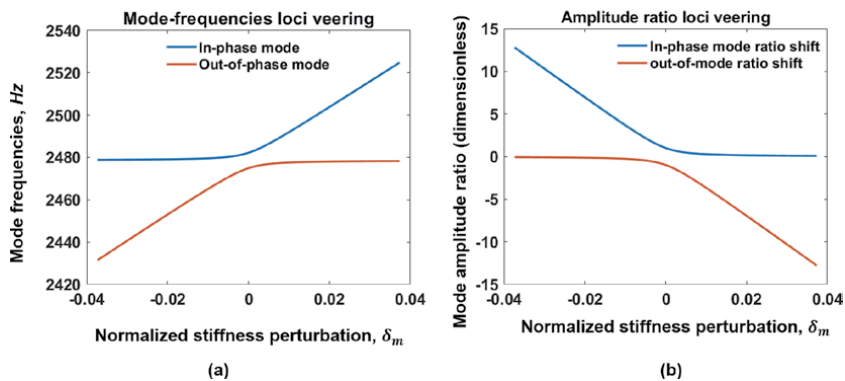 Mode-frequencies loci veering
2540
2520
2500
2480
2460
2440
2420
-0.04
-0.02
0
0.02
0.04
In-phase mode
Out-of-phase mode
Mode frequencies, Hz
Normalized stiffness perturbation, δm
(a)
Amplitude ratio loci veering
15
10
5
0
-5
-10
-15
-0.04
-0.02
0
0.02
0.04
In-phase mode ratio shift
out-of-mode ratio shift
Mode amplitude ratio (dimensionless)
Normalized stiffness perturbation, δm
(b)